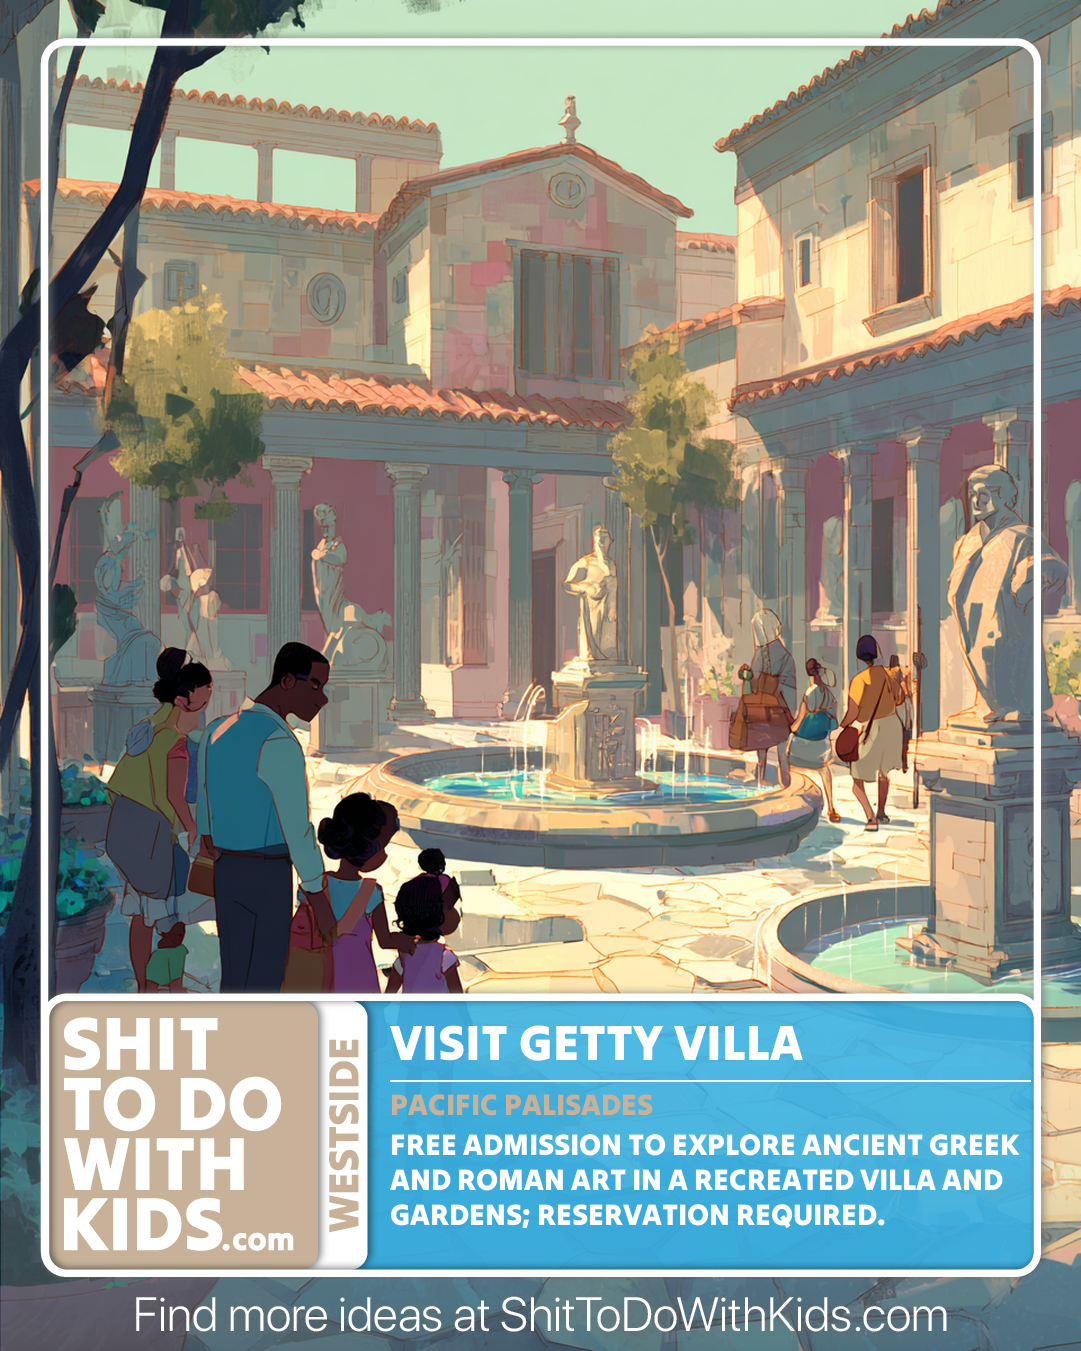 SHIT
TO DO
WITH
KIDS.com
WESTSIDE
VISIT GETTY VILLA
PACIFIC PALISADES
FREE ADMISSION TO EXPLORE ANCIENT GREEK
AND ROMAN ART IN A RECREATED VILLA AND
GARDENS; RESERVATION REQUIRED.
Find more ideas at ShitToDoWithKids.com